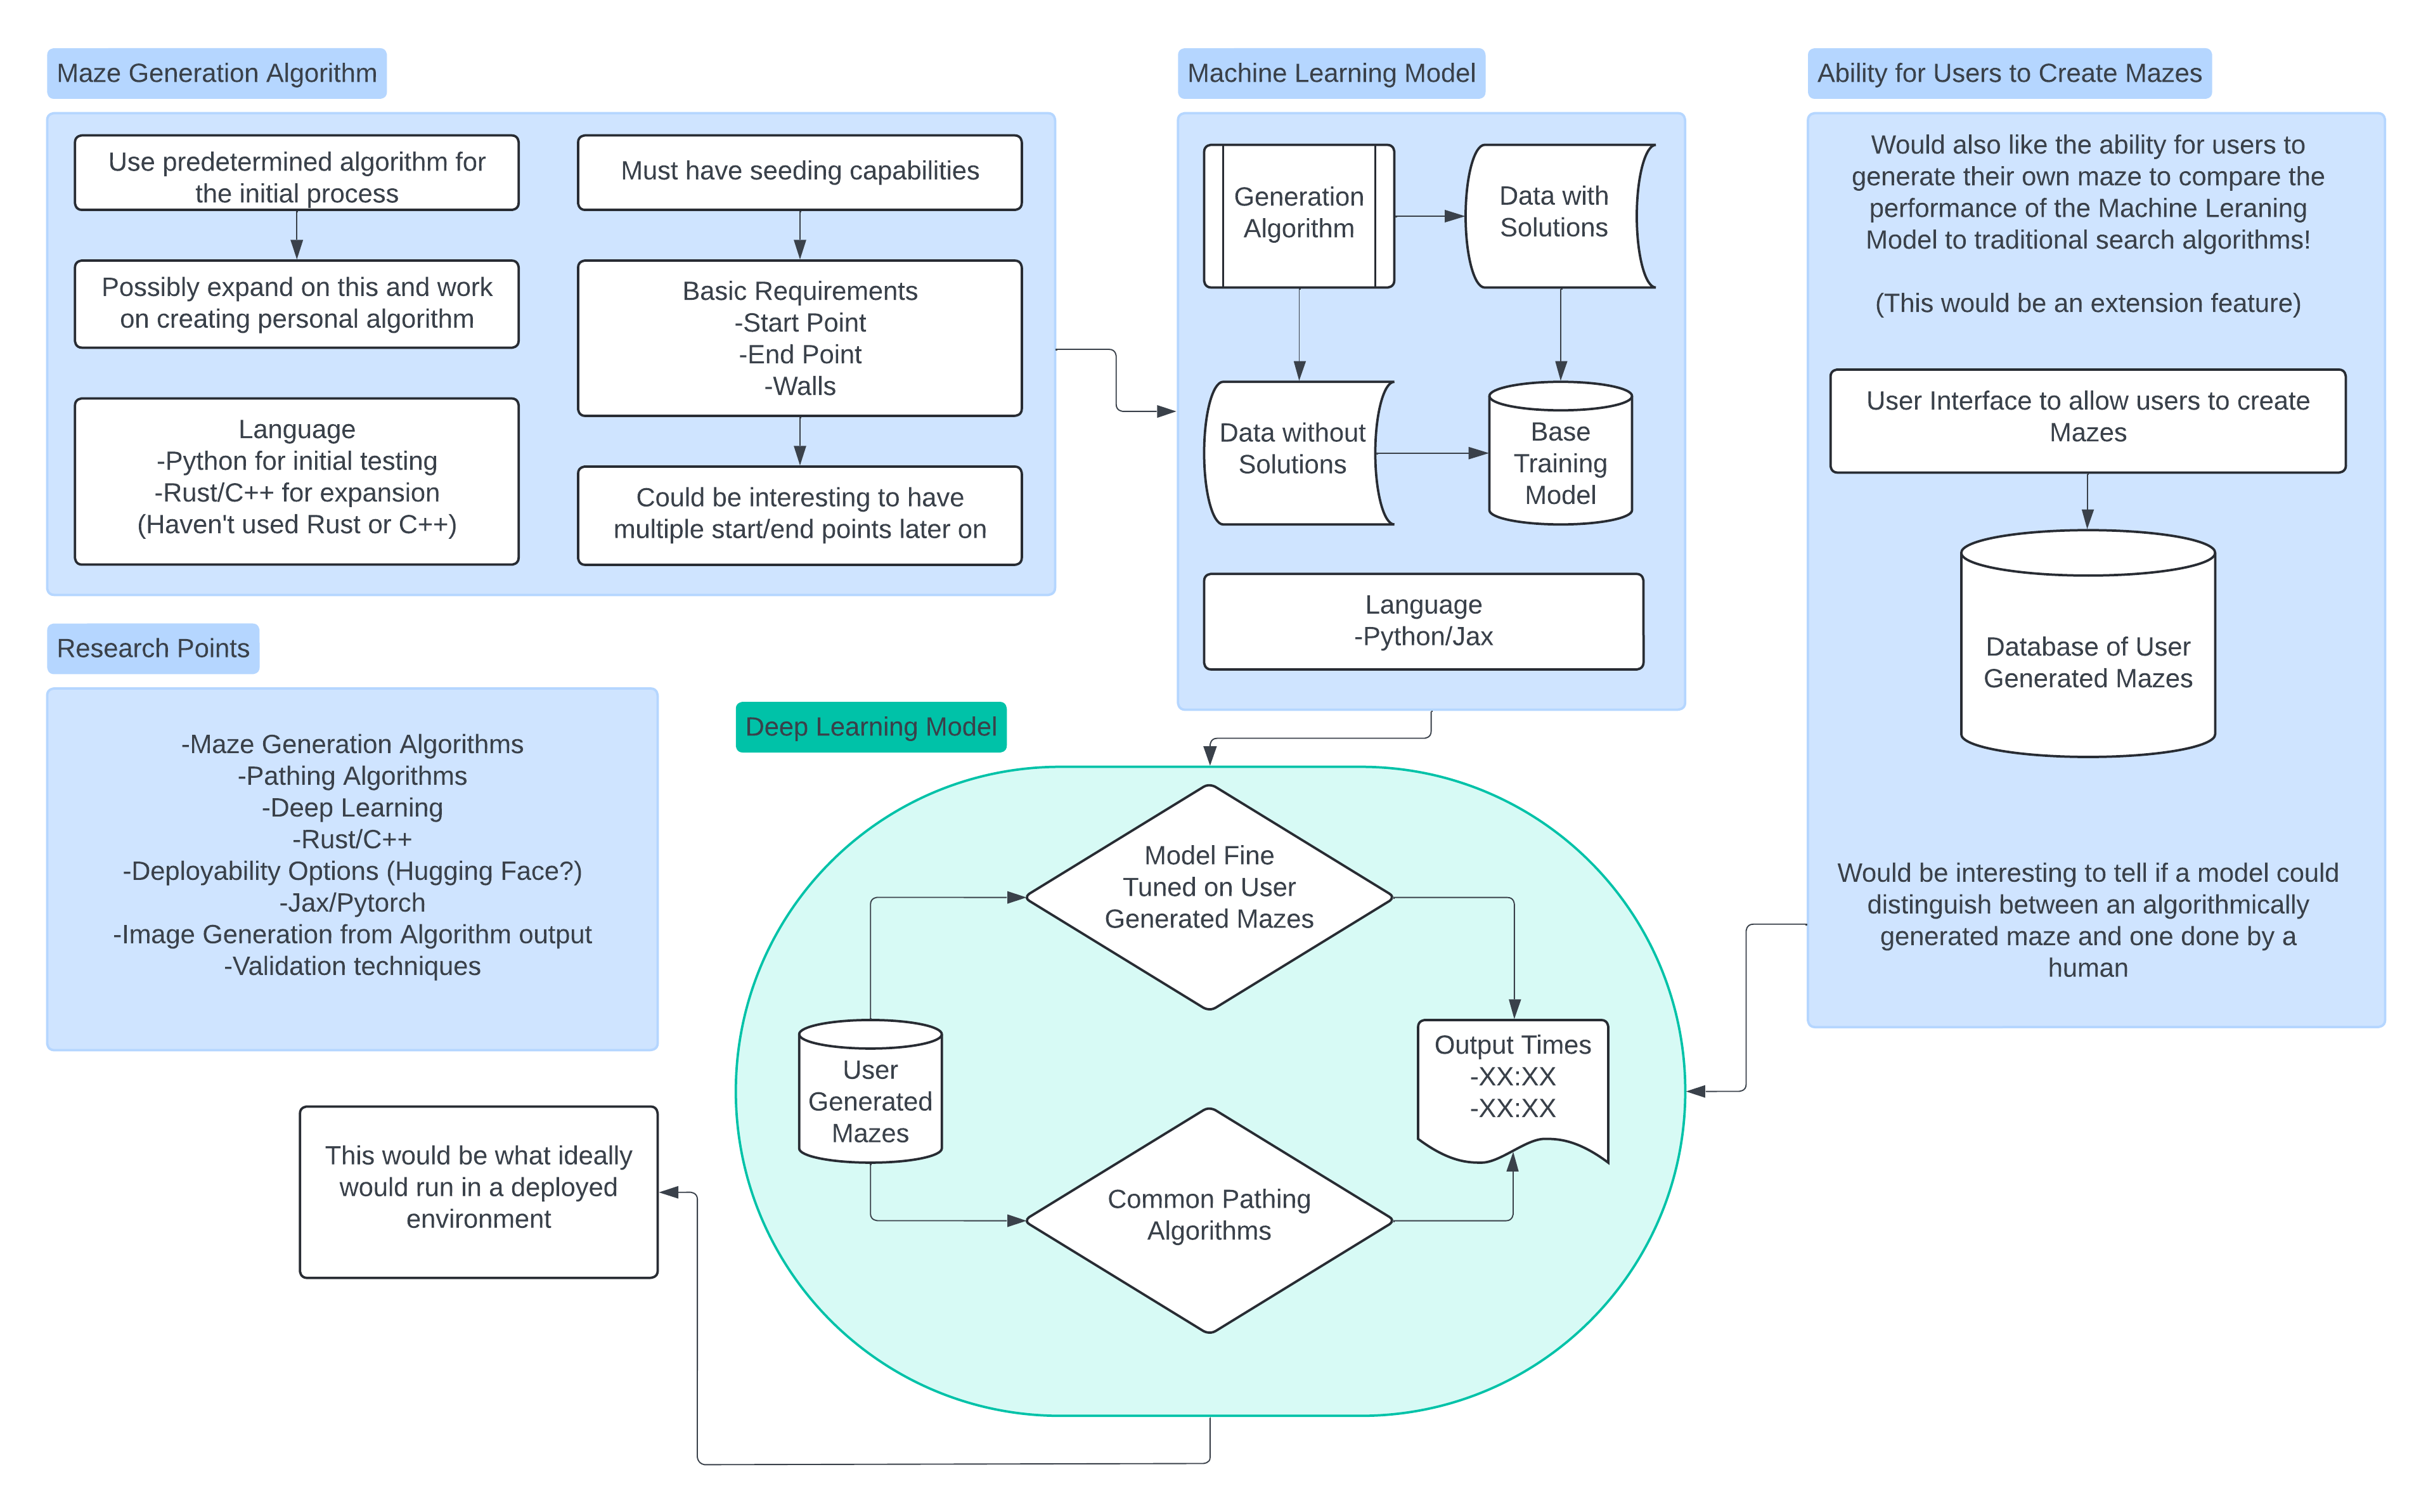 Maze Generation Algorithm
Use predetermined algorithm for
the initial process
Possibly expand on this and work
on creating personal algorithm
Language
-Python for initial testing
-Rust/C++ for expansion
(Haven't used Rust or C++)
Must have seeding capabilities
Basic Requirements
-Start Point
-End Point
-Walls
Could be interesting to have
multiple start/end points later on
Machine Learning Model
Generation
Algorithm
Data with
Solutions
Data without
Solutions
Base
Training
Model
Language
-Python/Jax
Ability for Users to Create Mazes
Would also like the ability for users to
generate their own maze to compare the
performance of the Machine Leraning
Model to traditional search algorithms!
(This would be an extension feature)
User Interface to allow users to create
Mazes
Database of User
Generated Mazes
Would be interesting to tell if a model could
distinguish between an algorithmically
generated maze and one done by a
human
Research Points
-Maze Generation Algorithms
-Pathing Algorithms
-Deep Learning
-Rust/C++
-Deployability Options (Hugging Face?)
-Jax/Pytorch
-Image Generation from Algorithm output
-Validation techniques
Deep Learning Model
Model Fine
Tuned on User
Generated Mazes
User
Generated
Mazes
Output Times
-XX:XX
-XX:XX
Common Pathing
Algorithms
This would be what ideally
would run in a deployed
environment